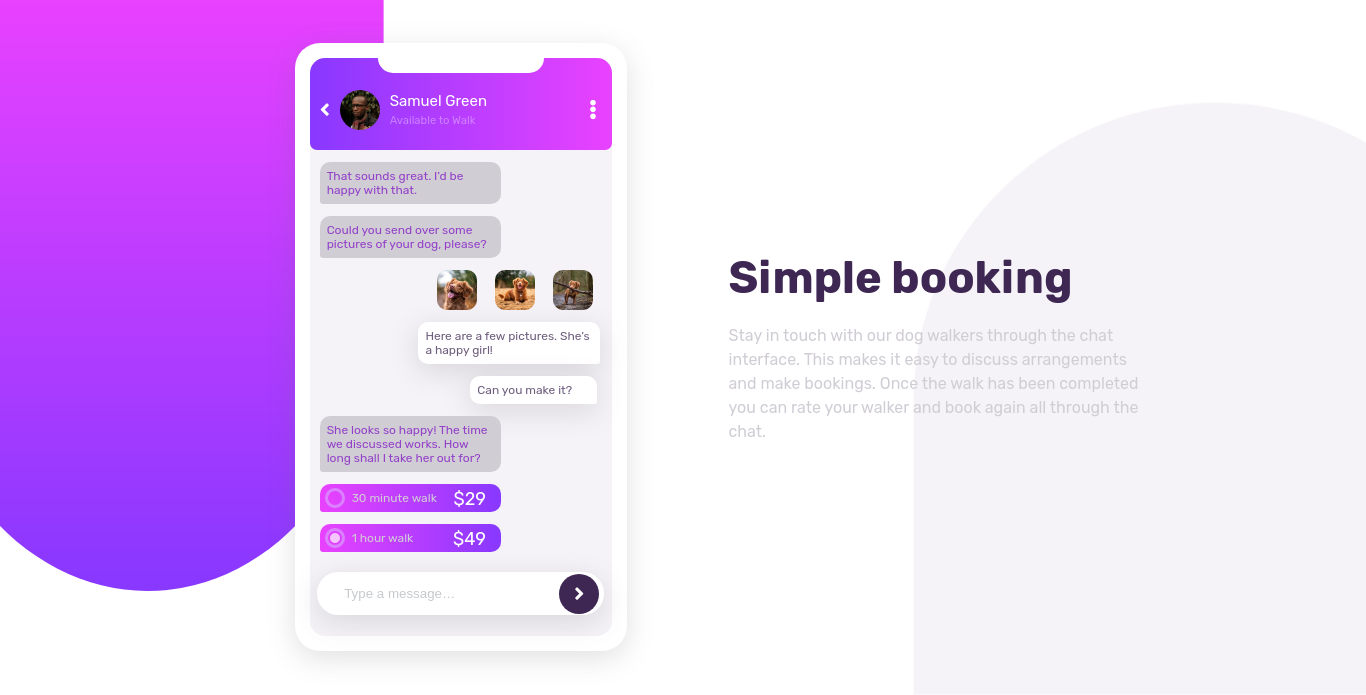 Samuel Green
Available to Walk
That sounds great. I’d be
happy with that.
Could you send over some
pictures of your dog, please?
Here are a few pictures. She’s
a happy girl!
Can you make it?
She looks so happy! The time
we discussed works. How
long shall I take her out for?
30 minute walk $29
1 hour walk $49
Type a message…
Simple booking
Stay in touch with our dog walkers through the chat
interface. This makes it easy to discuss arrangements
and make bookings. Once the walk has been completed
you can rate your walker and book again all through the
chat.